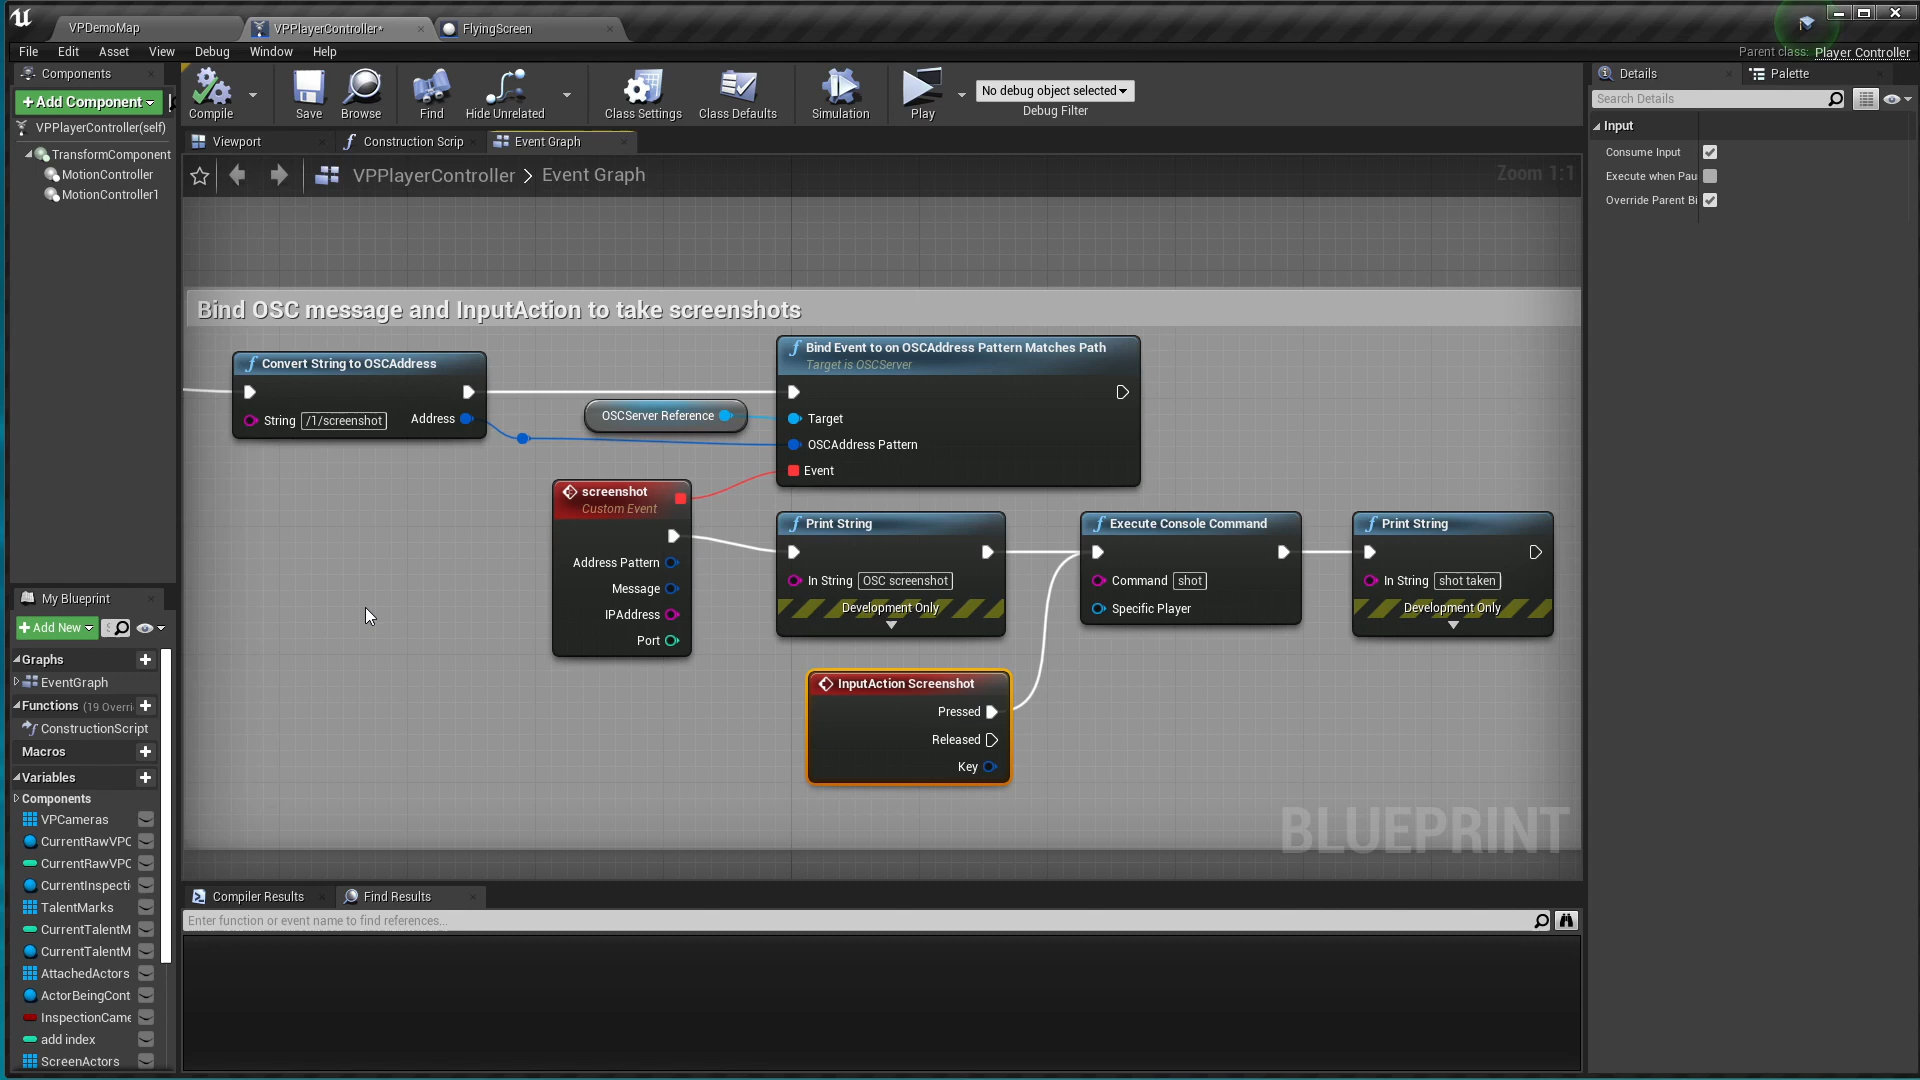 VPDemoMap
VPPlayerController*
FlyingScreen
File Edit Asset View Window Debug Window Help
Parent class: Player Controller
Components
+Add Component
VPPlayerController(self)
TransformComponent
MotionController
MotionController1
Compile
Save
Browse
Find
Hide Unrelated
Class Settings
Class Defaults
Simulation
Play
No debug object selected
Debug Filter
Viewport
Construction Scrip
Event Graph
VPPlayerController > Event Graph
Zoom 1:1
Bind OSC message and InputAction to take screenshots
Convert String to OSCAddress
String /1/screenshot
Address
OSCServer Reference
Bind Event to on OSCAddress Pattern Matches Path
Target is OSCServer
Target
OSCAddress Pattern
Event
screenshot
Custom Event
Address Pattern
Message
IPAddress
Port
Print String
In String OSC screenshot
Development Only
Execute Console Command
Command shot
Specific Player
Print String
In String shot taken
Development Only
InputAction Screenshot
Pressed
Released
Key
BLUEPRINT
My Blueprint
+Add New
Graphs
EventGraph
Functions (19 Overri
ConstructionScript
Macros
Variables
Components
VPCameras
CurrentRawVPC
CurrentRawVPC
CurrentInspecti
TalentMarks
CurrentTalentM
CurrentTalentM
AttachedActors
ActorBeingCont
InspectionCame
add index
ScreenActors
Compiler Results
Find Results
Enter function or event name to find references...
Details
Palette
Search Details
Input
Consume Input
Execute when Pau
Override Parent Bi